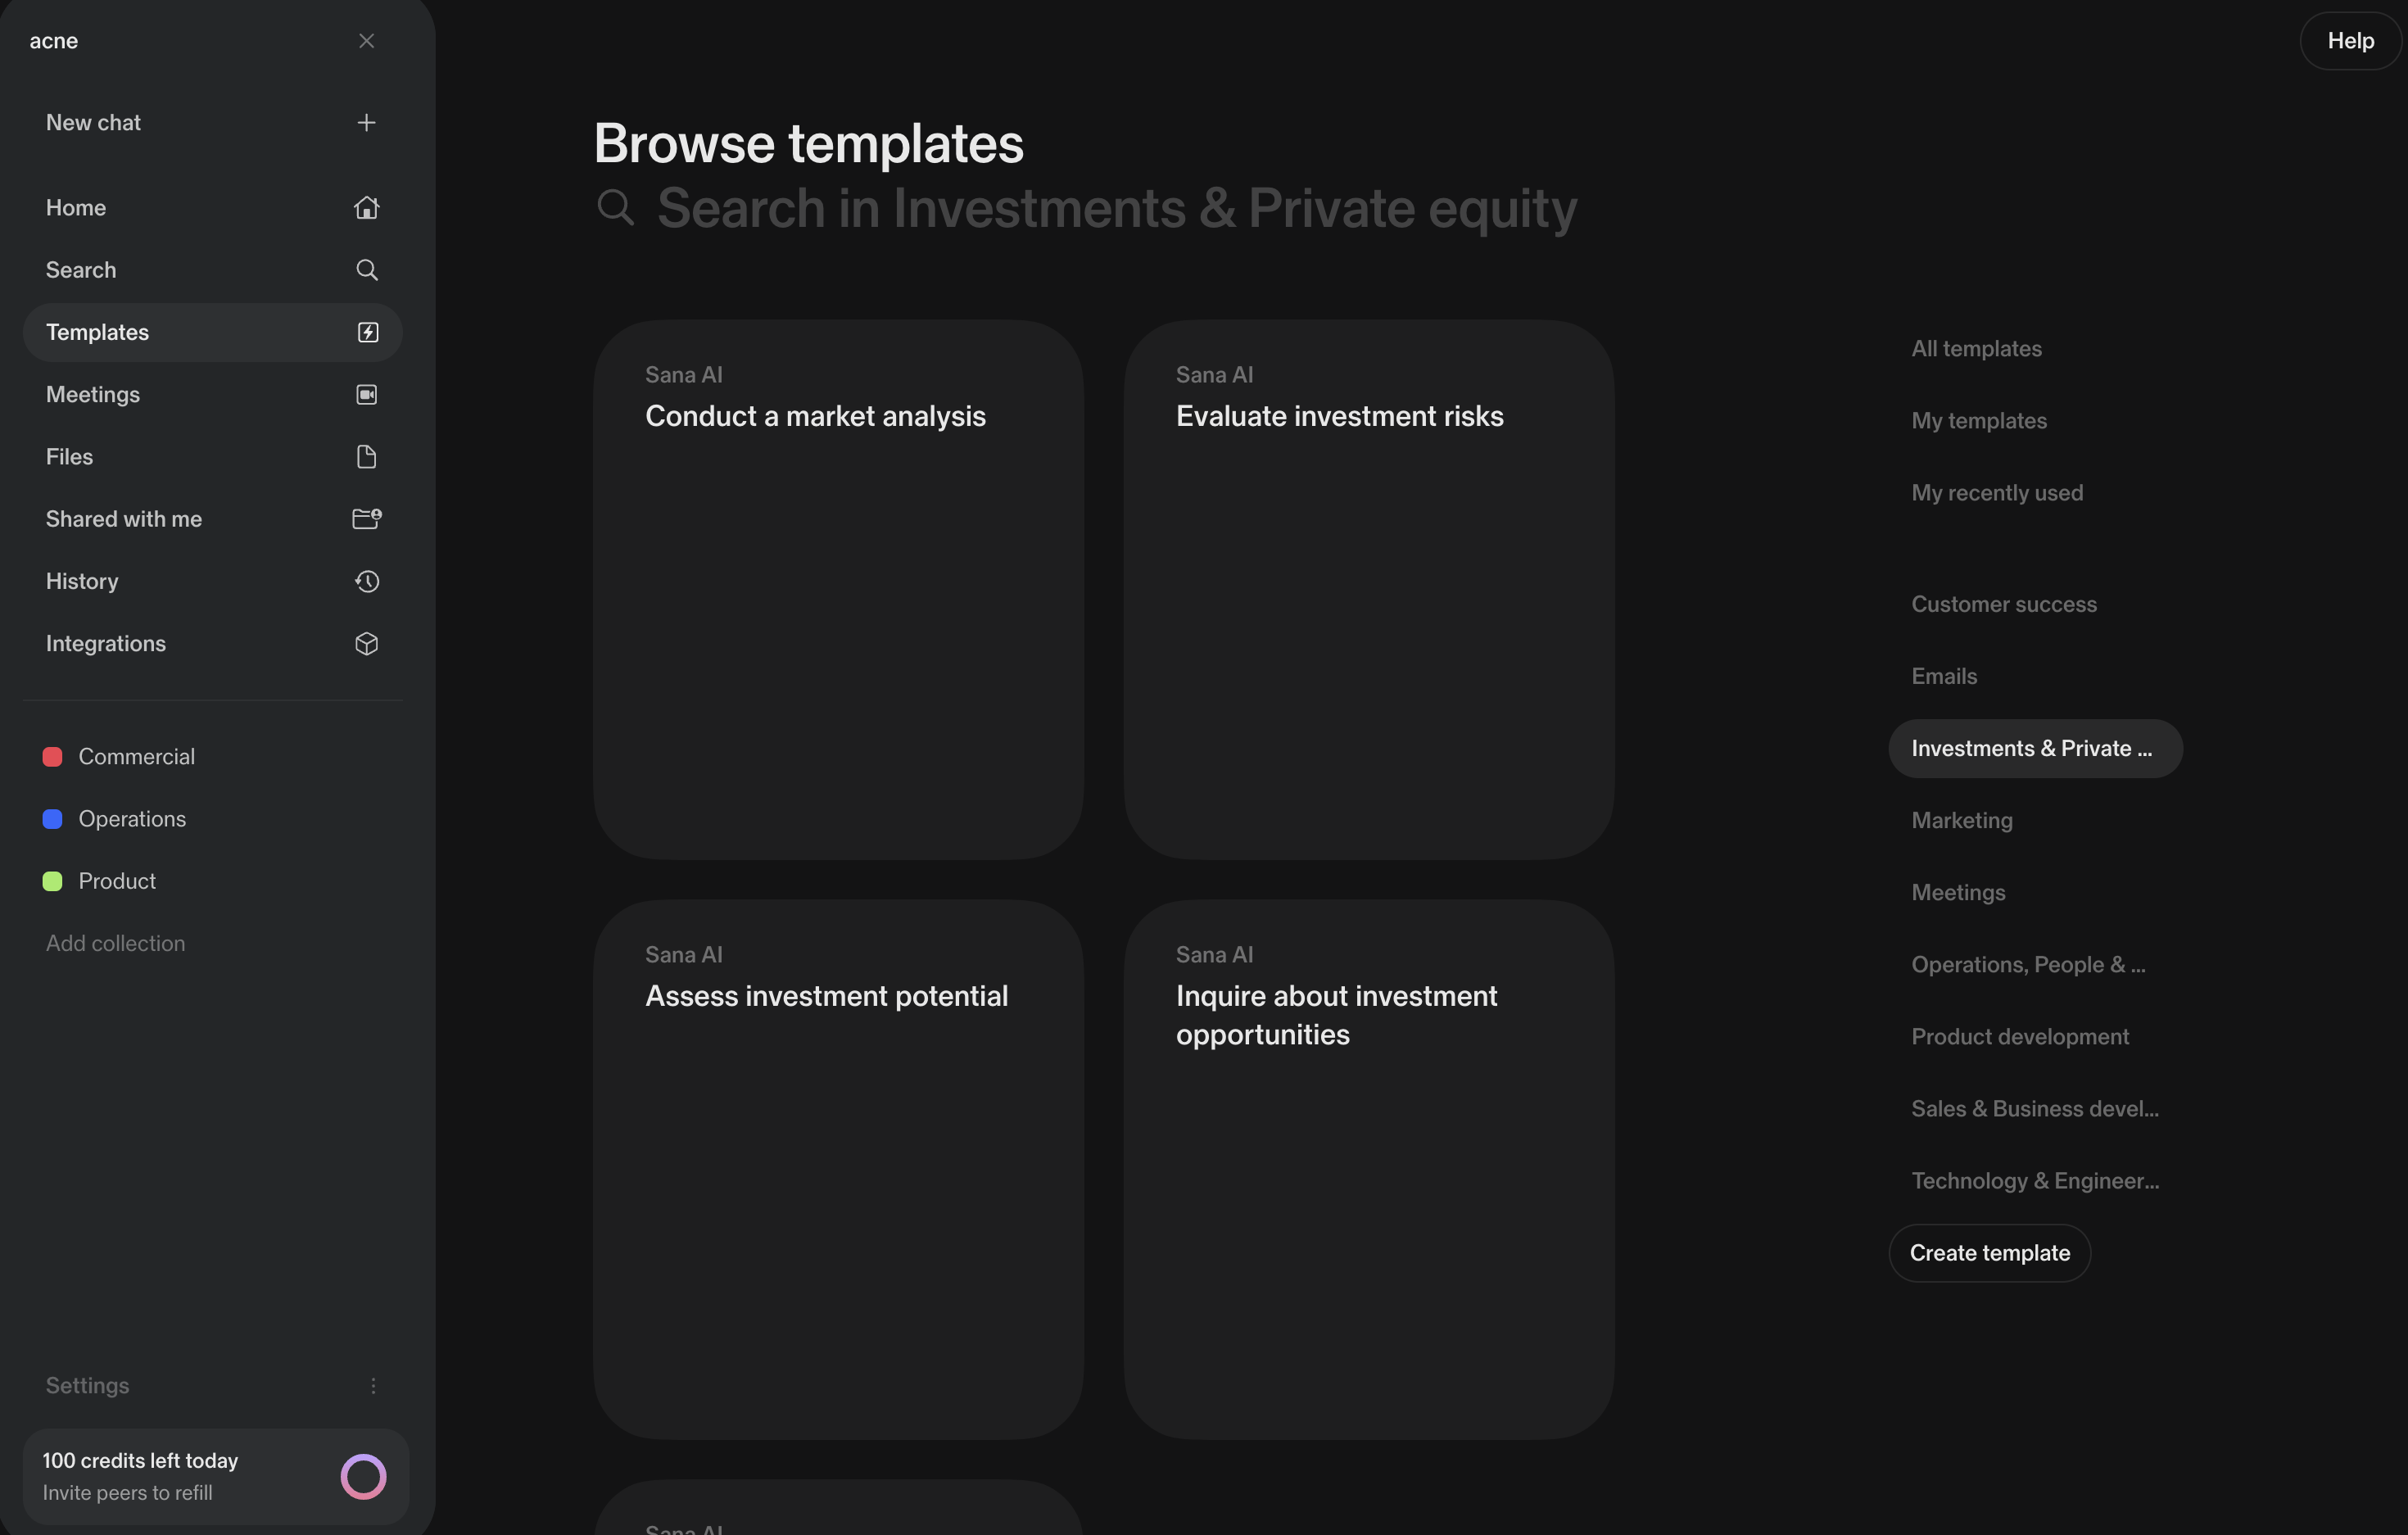 acne
New chat
Home
Search
Templates
Meetings
Files
Shared with me
History
Integrations
Commercial
Operations
Product
Add collection
Settings
100 credits left today
Invite peers to refill
Help
Browse templates
Search in Investments & Private equity
Sana AI
Conduct a market analysis
Sana AI
Evaluate investment risks
Sana AI
Assess investment potential
Sana AI
Inquire about investment
opportunities
Sana AI
All templates
My templates
My recently used
Customer success
Emails
Investments & Private ...
Marketing
Meetings
Operations, People & ...
Product development
Sales & Business devel...
Technology & Engineer...
Create template